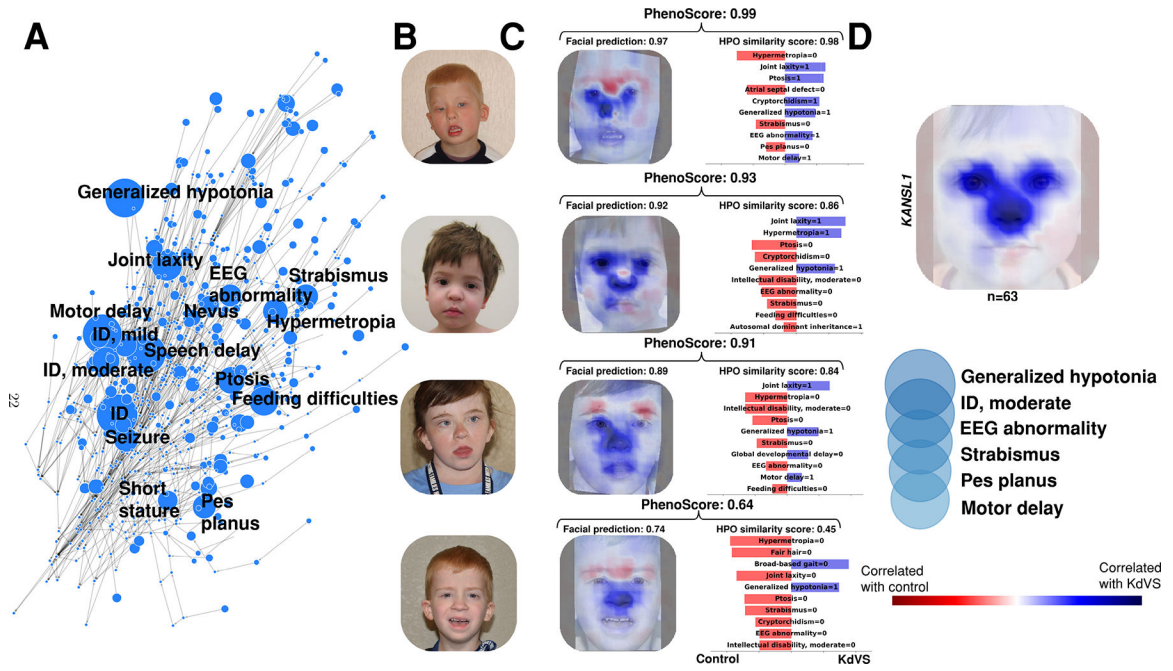 A
B
C
D
Generalized hypotonia
Joint laxity
EEG
abnormality
Strabismus
Motor delay
Nevus
Hypermetropia
ID, mild
Speech delay
ID, moderate
Ptosis
Feeding difficulties
ID
Seizure
Short
stature
Pes
planus
22
PhenoScore: 0.99
Facial prediction: 0.97
HPO similarity score: 0.98
Hypermetropia=0
Joint laxity=1
Ptosis=1
Atrial septal defect=0
Cryptorchidism=1
Generalized hypotonia=1
Strabismus=0
EEG abnormality=1
Pes planus=0
Motor delay=1
PhenoScore: 0.93
Facial prediction: 0.92
HPO similarity score: 0.86
Joint laxity=1
Hypermetropia=1
Ptosis=0
Cryptorchidism=0
Generalized hypotonia=1
Intellectual disability, moderate=0
EEG abnormality=0
Strabismus=0
Feeding difficulties=0
Autosomal dominant inheritance=1
PhenoScore: 0.91
Facial prediction: 0.89
HPO similarity score: 0.84
Joint laxity=1
Hypermetropia=0
Intellectual disability, moderate=0
Ptosis=0
Generalized hypotonia=1
Strabismus=0
Global developmental delay=0
EEG abnormality=0
Motor delay=1
Feeding difficulties=0
PhenoScore: 0.64
Facial prediction: 0.74
HPO similarity score: 0.45
Hypermetropia=0
Fair hair=0
Broad-based gait=0
Joint laxity=0
Generalized hypotonia=1
Ptosis=0
Strabismus=0
Cryptorchidism=0
EEG abnormality=0
Intellectual disability, moderate=0
Control
KdVS
KANSL1
n=63
Generalized hypotonia
ID, moderate
EEG abnormality
Strabismus
Pes planus
Motor delay
Correlated
with control
Correlated
with KdVS